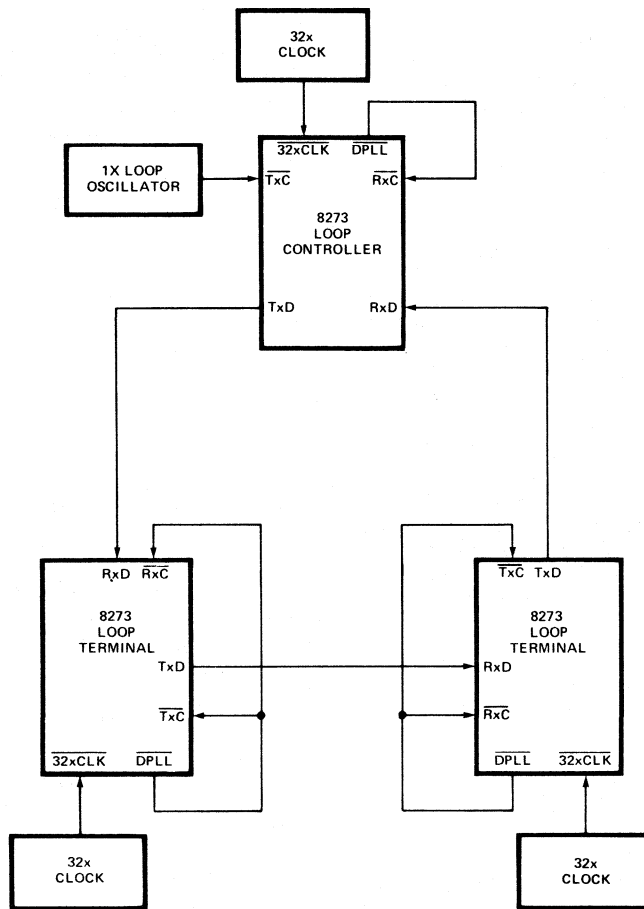 32x
CLOCK
32xCLK DPLL
1X LOOP
OSCILLATOR
TxC RxC
8273
LOOP
CONTROLLER
TxD RxD
RxD RxC
TxC TxD
8273
LOOP
TERMINAL
8273
LOOP
TERMINAL
TxD
RxD
TxC
RxC
32xCLK DPLL
DPLL 32xCLK
32x
CLOCK
32x
CLOCK